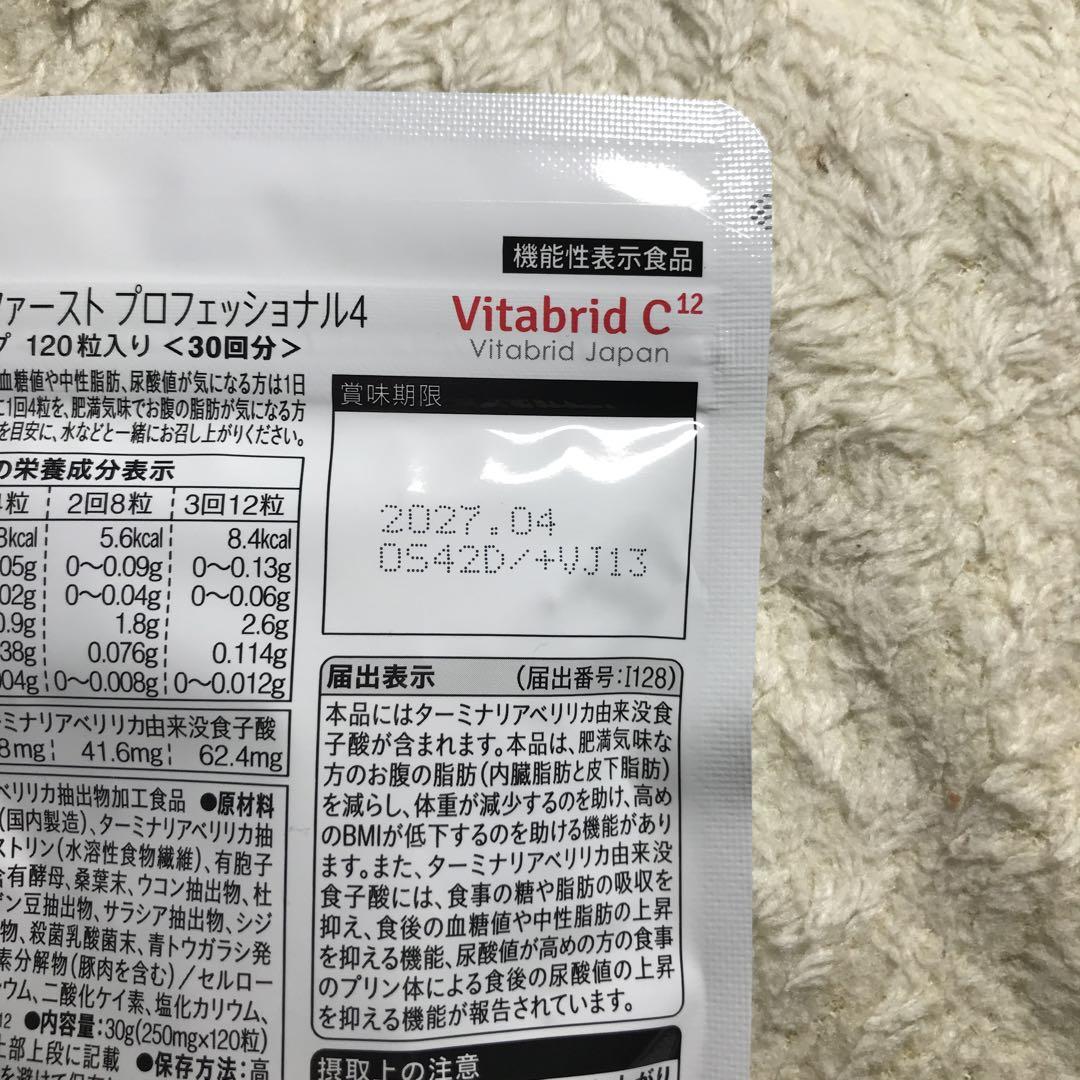 機能性表示食品
Vitabrid C12
Vitabrid Japan
ファースト プロフェッショナル4
プ 120粒入り <30回分>
血糖値や中性脂肪、尿酸値が気になる方は1日
に1回4粒を、肥満気味でお腹の脂肪が気になる方
を目安に、水などと一緒にお召し上がりください。
の栄養成分表示
粒 2回8粒 3回12粒
8kcal 5.6kcal 8.4kcal
05g 0〜0.09g 0〜0.13g
02g 0〜0.04g 0〜0.06g
0.9g 1.8g 2.6g
38g 0.076g 0.114g
004g 0〜0.008g 0〜0.012g
ミナリアベリリカ由来没食子酸
8mg 41.6mg 62.4mg
ベリリカ抽出物加工食品 ●原材料
(国内製造)、ターミナリアベリリカ抽
ストリン(水溶性食物繊維)、有胞子
含有酵母、桑葉末、ウコン抽出物、杜
ゲン豆抽出物、サラシア抽出物、シジ
物、殺菌乳酸菌末、青トウガラシ発
素分解物(豚肉を含む)/セルロー
ウム、二酸化ケイ素、塩化カリウム、
12 ●内容量:30g(250mg×120粒)
部上段に記載 ●保存方法:高
を避けて保存
賞味期限
2027.04
OS42D/+VJ13
届出表示 (届出番号:I128)
本品にはターミナリアベリリカ由来没食
子酸が含まれます。本品は、肥満気味な
方のお腹の脂肪(内臓脂肪と皮下脂肪)
を減らし、体重が減少するのを助け、高め
のBMIが低下するのを助ける機能があり
ます。また、ターミナリアベリリカ由来没
食子酸には、食事の糖や脂肪の吸収を
抑え、食後の血糖値や中性脂肪の上昇
を抑える機能、尿酸値が高めの方の食事
のプリン体による食後の尿酸値の上昇
を抑える機能が報告されています。
摂取上の注意